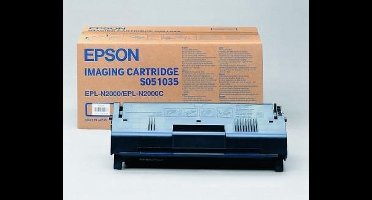 EPSON
IMAGING CARTRIDGE
S051035
EPL-N2000/EPL-N2000C